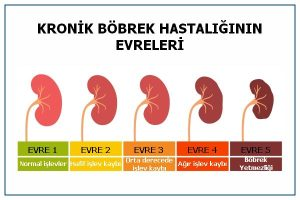 KRONİK BÖBREK HASTALIĞININ
EVRELERİ
EVRE 1
EVRE 2
EVRE 3
EVRE 4
EVRE 5
Normal işlevler
Hafif işlev kaybı
Orta derecede
işlev kaybı
Ağır işlev kaybı
Böbrek
Yetmezliği